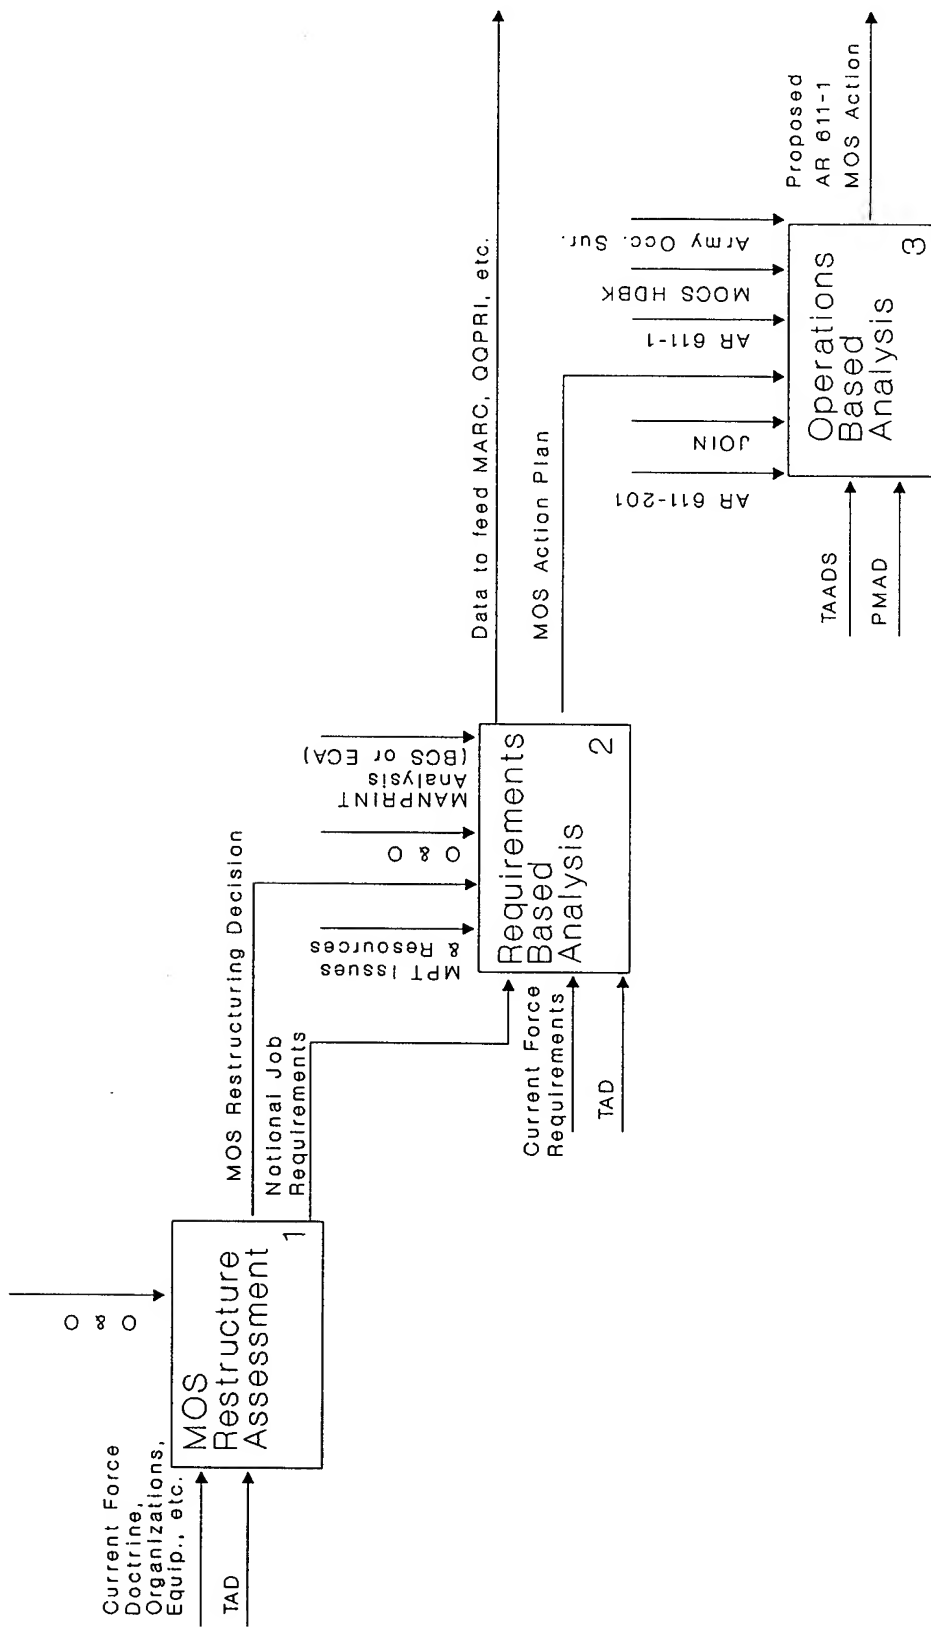 Current Force
Doctrine,
Organizations,
Equip., etc.
TAD
O & O
MOS
Restructure
Assessment
1
MOS Restructuring Decision
Notional Job
Requirements
Current Force
Requirements
TAD
MPT Issues
& Resources
O & O
MANPRINT
Analysis
(BCS or ECA)
Requirements
Based
Analysis
2
Data to feed MARC, QQPRI, etc.
MOS Action Plan
TAADS
PMAD
AR 611-201
JOIN
AR 611-1
MOCS HDBK
Army Occ. Sur.
Operations
Based
Analysis
3
Proposed
AR 611-1
MOS Action